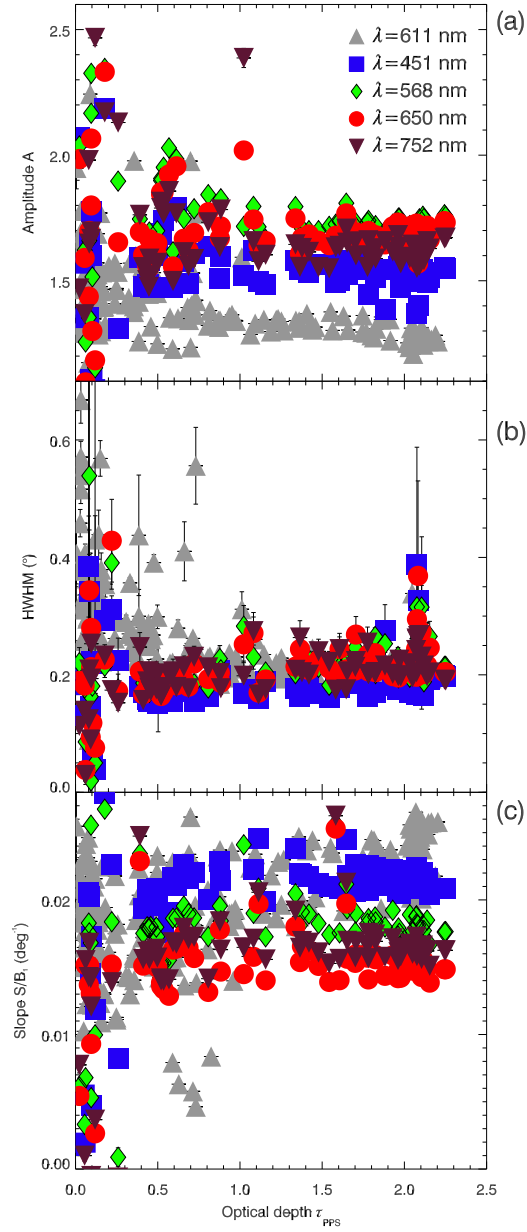 (a)
2.5
λ=611 nm
λ=451 nm
λ=568 nm
λ=650 nm
λ=752 nm
2.0
Amplitude A
1.5
(b)
0.6
HWHM (°)
0.4
0.2
0.0
(c)
0.02
Slope S/B, (deg⁻¹)
0.01
0.00
0.0 0.5 1.0 1.5 2.0 2.5
Optical depth τPPS